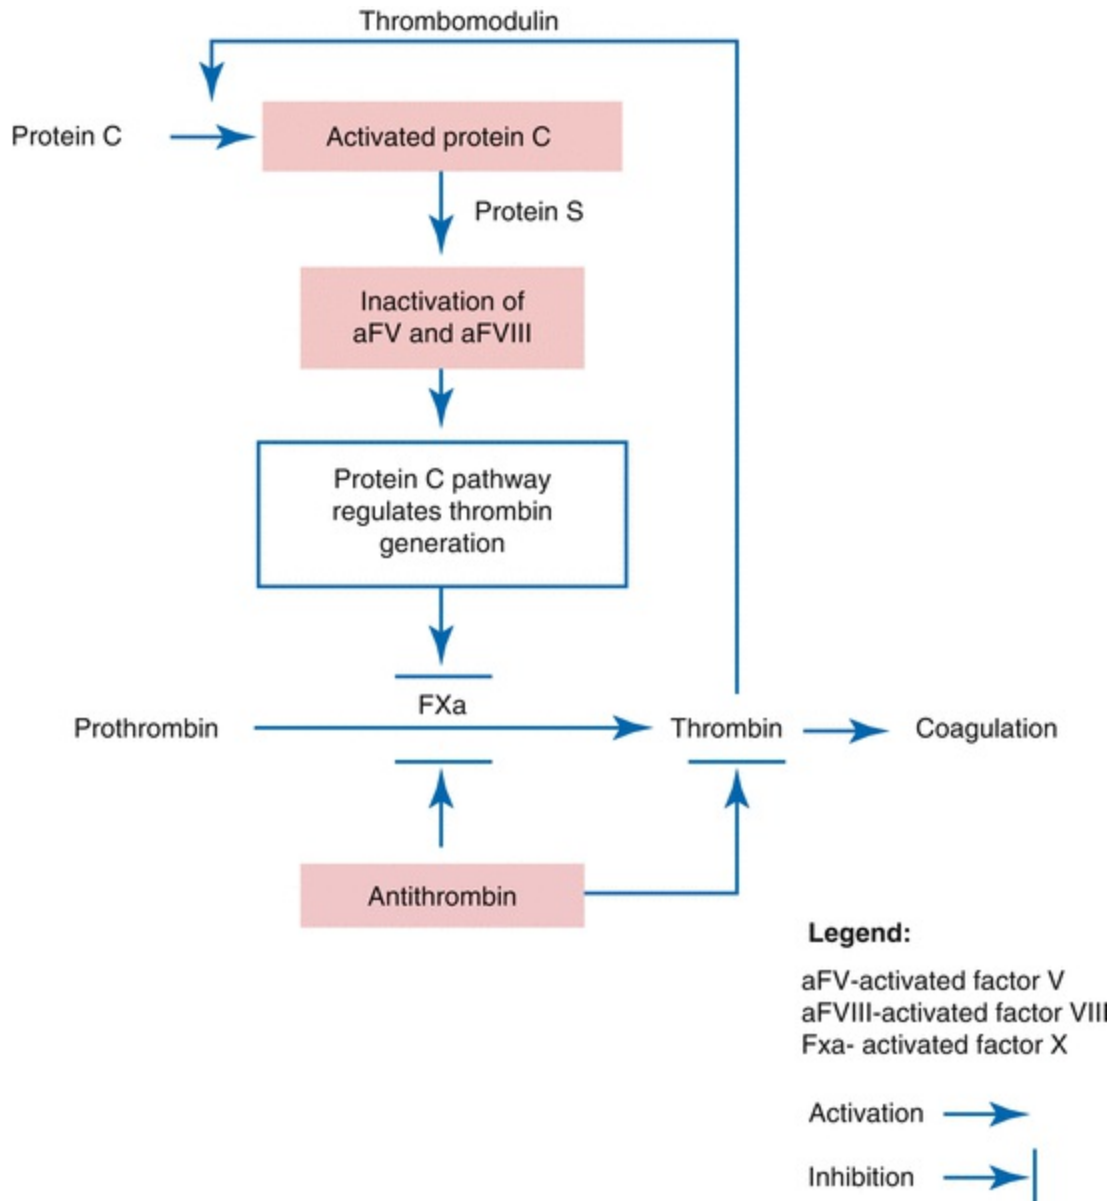 Thrombomodulin
Protein C
Activated protein C
Protein S
Inactivation of
aFV and aFVIII
Protein C pathway
regulates thrombin
generation
FXa
Prothrombin
Thrombin
Coagulation
Antithrombin
Legend:
aFV-activated factor V
aFVIII-activated factor VIII
Fxa- activated factor X
Activation
Inhibition